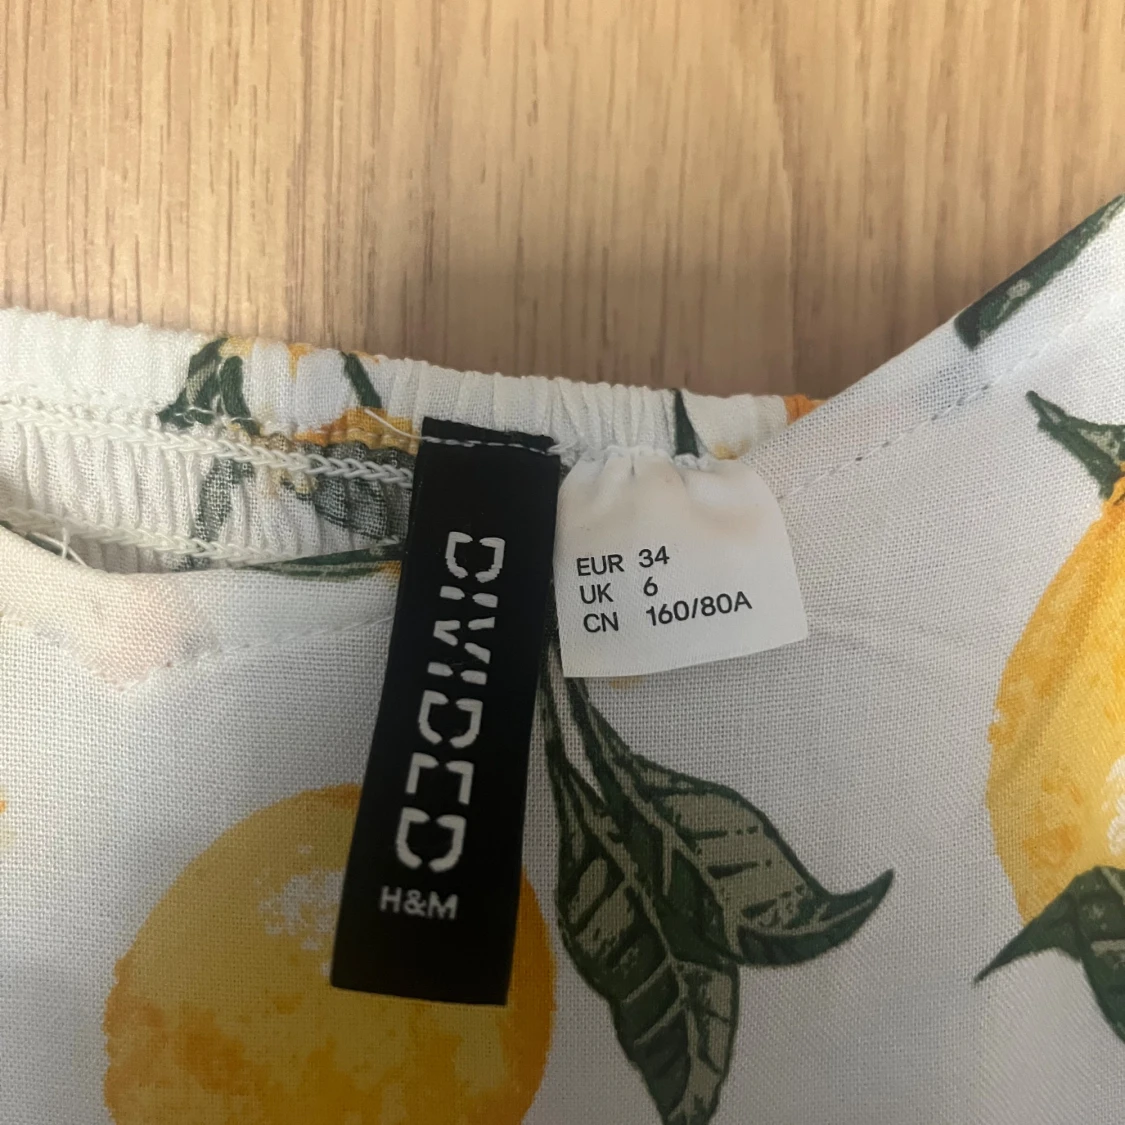 DIVIDED
H&M
EUR 34
UK 6
CN 160/80A